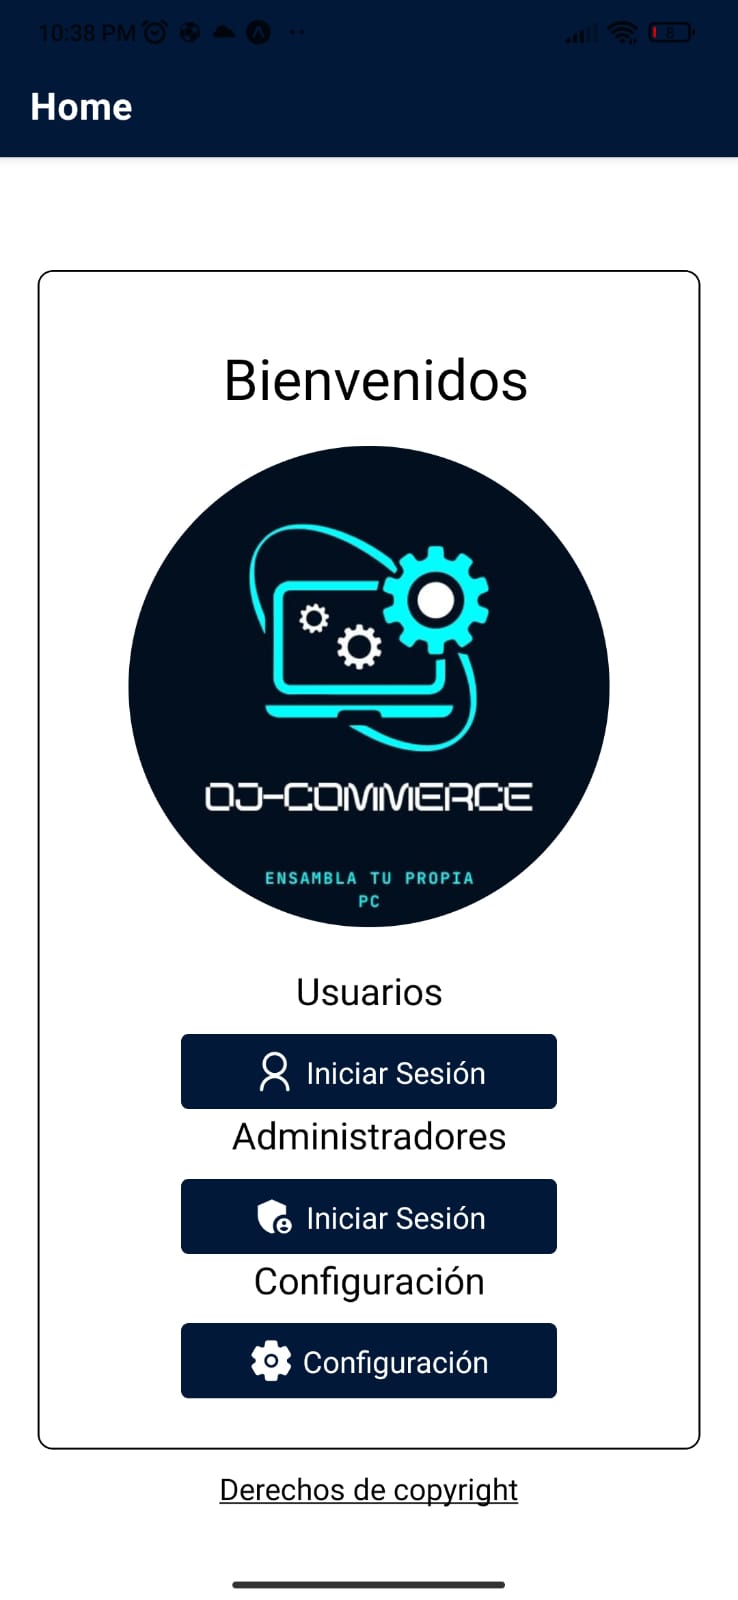 10:38 PM
8
Home
Bienvenidos
OJ-COMMERCE
ENSAMBLA TU PROPIA
PC
Usuarios
Iniciar Sesión
Administradores
Iniciar Sesión
Configuración
Configuración
Derechos de copyright